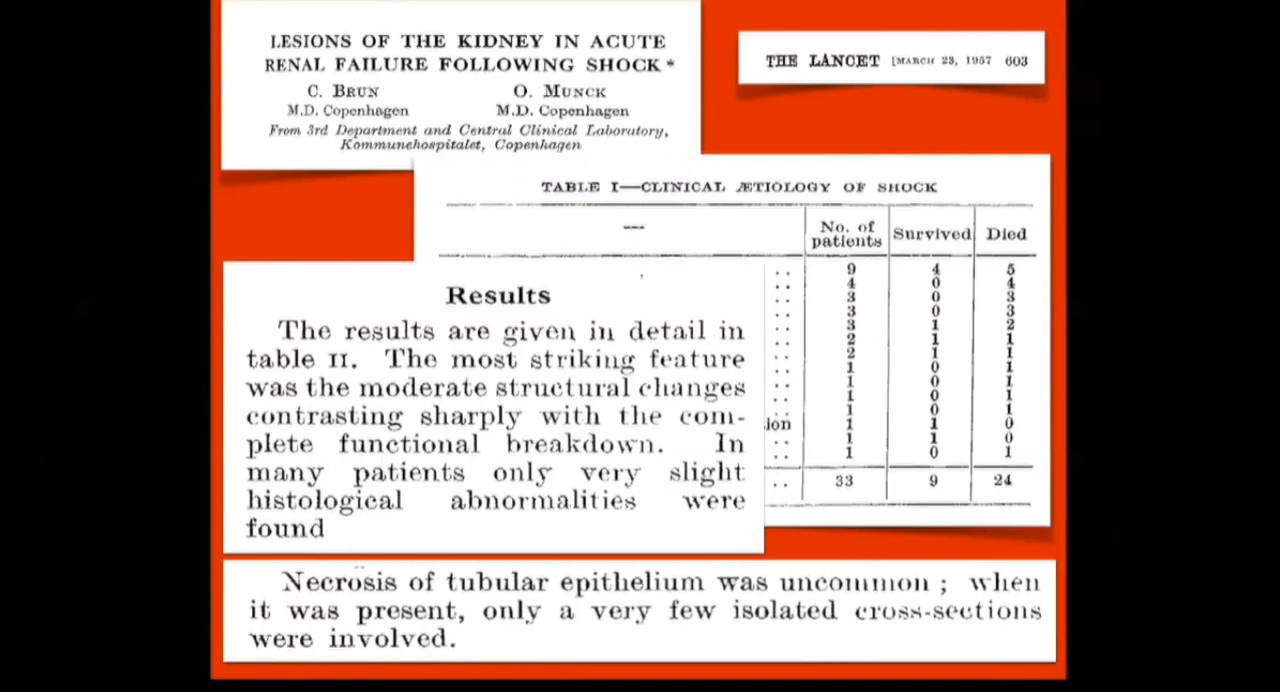 LESIONS OF THE KIDNEY IN ACUTE
RENAL FAILURE FOLLOWING SHOCK *
C. BRUN O. MUNCK
M.D. Copenhagen M.D. Copenhagen
From 3rd Department and Central Clinical Laboratory,
Kommunehospitalet, Copenhagen
THE LANCET [MARCH 23, 1957 603
TABLE I—CLINICAL ÆTIOLOGY OF SHOCK
— No. of patients Survived Died
.. 9 4 5
.. 4 0 4
.. 3 0 3
.. 3 0 3
.. 3 1 2
.. 2 1 1
.. 2 1 1
.. 1 0 1
.. 1 0 1
.. 1 0 1
.. 1 0 1
ion 1 1 0
.. 1 1 0
.. 1 0 1
.. 33 9 24
Results
The results are given in detail in
table II. The most striking feature
was the moderate structural changes
contrasting sharply with the com-
plete functional breakdown. In
many patients only very slight
histological abnormalities were
found
Necrosis of tubular epithelium was uncommon ; when
it was present, only a very few isolated cross-sections
were involved.